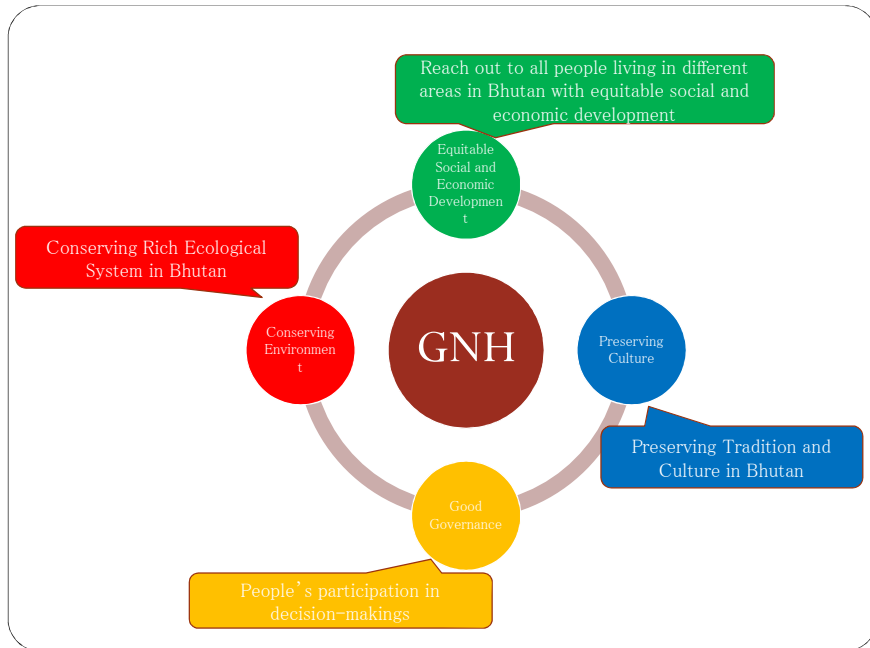 Reach out to all people living in different
areas in Bhutan with equitable social and
economic development
Equitable
Social and
Economic
Developmen
t
Conserving Rich Ecological
System in Bhutan
Conserving
Environmen
t
GNH
Preserving
Culture
Preserving Tradition and
Culture in Bhutan
Good
Governance
People’s participation in
decision-makings